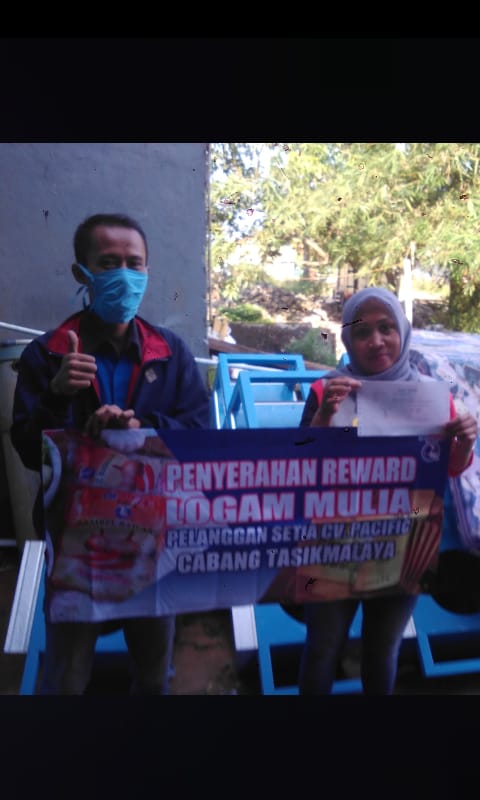 PENYERAHAN REWARD
LOGAM MULIA
PELANGGAN SETIA CV PACIFIC
CABANG TASIKMALAYA